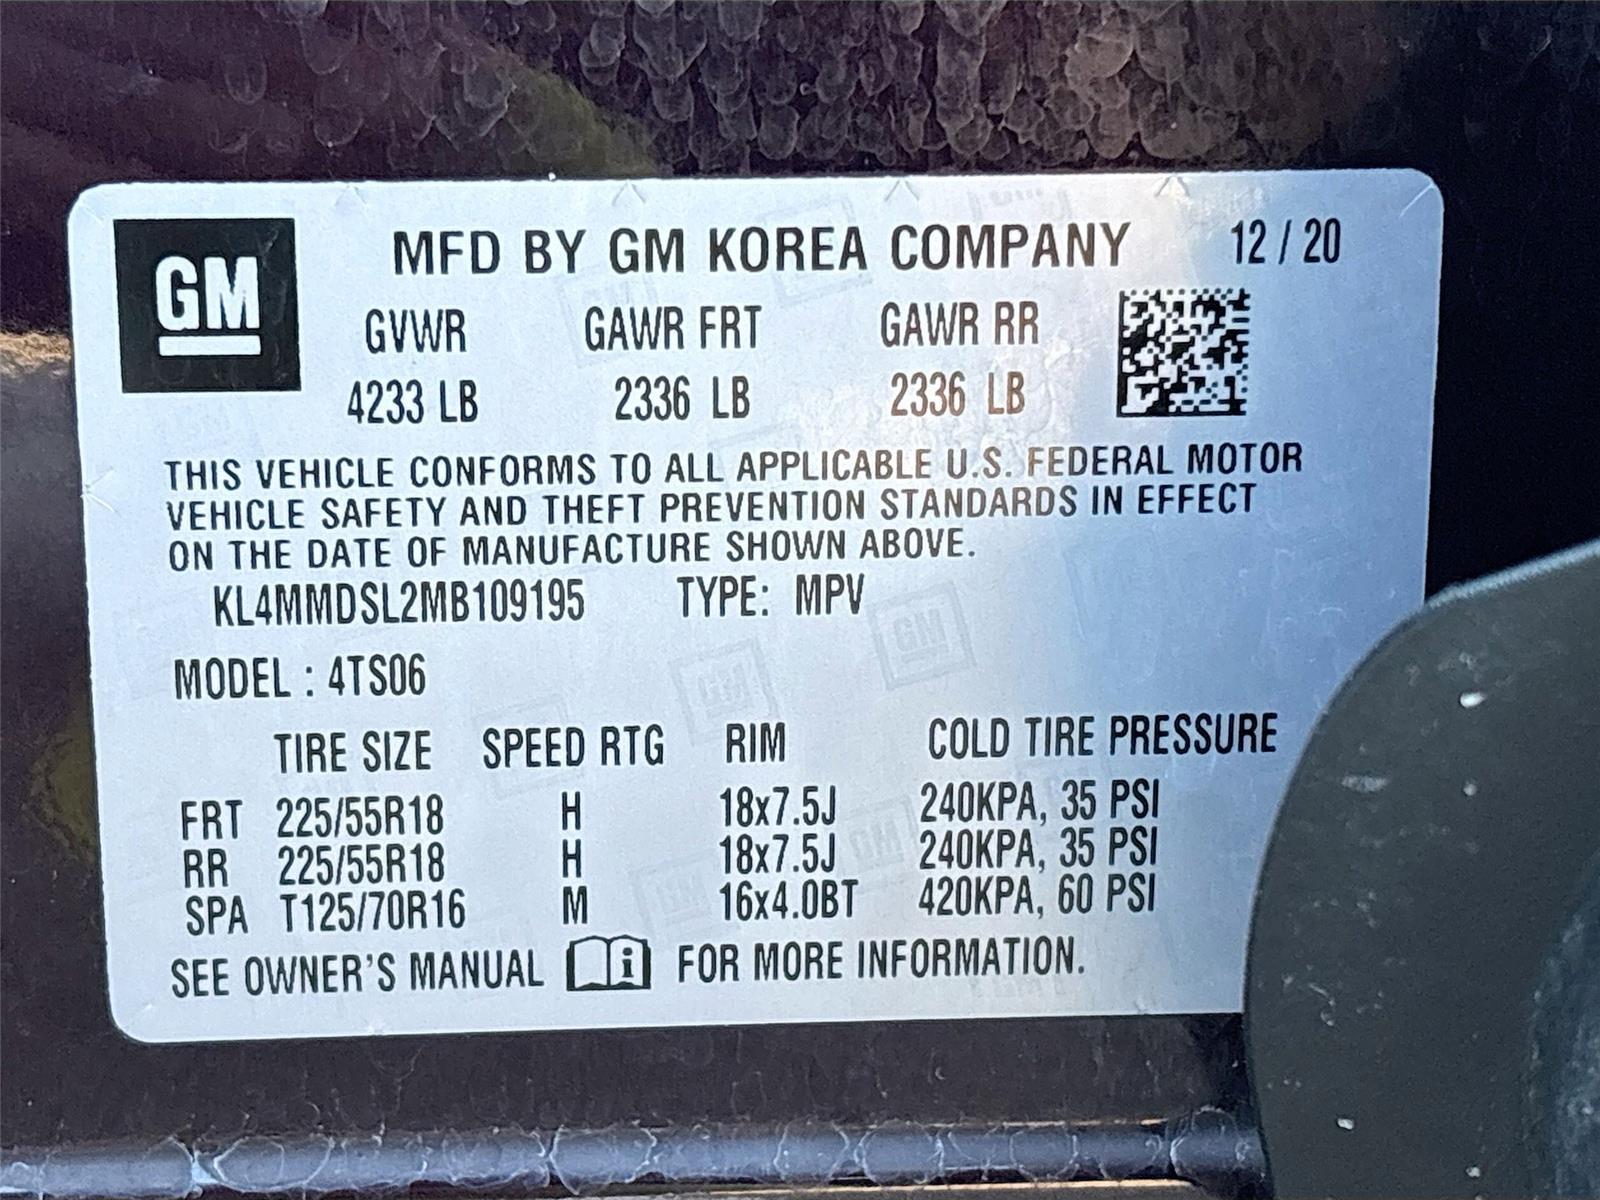 GM
MFD BY GM KOREA COMPANY 12 / 20
GVWR GAWR FRT GAWR RR
4233 LB 2336 LB 2336 LB
THIS VEHICLE CONFORMS TO ALL APPLICABLE U.S. FEDERAL MOTOR
VEHICLE SAFETY AND THEFT PREVENTION STANDARDS IN EFFECT
ON THE DATE OF MANUFACTURE SHOWN ABOVE.
KL4MMDSL2MB109195 TYPE: MPV
MODEL : 4TS06
TIRE SIZE SPEED RTG RIM COLD TIRE PRESSURE
FRT 225/55R18 H 18x7.5J 240KPA, 35 PSI
RR 225/55R18 H 18x7.5J 240KPA, 35 PSI
SPA T125/70R16 M 16x4.0BT 420KPA, 60 PSI
SEE OWNER'S MANUAL i FOR MORE INFORMATION.